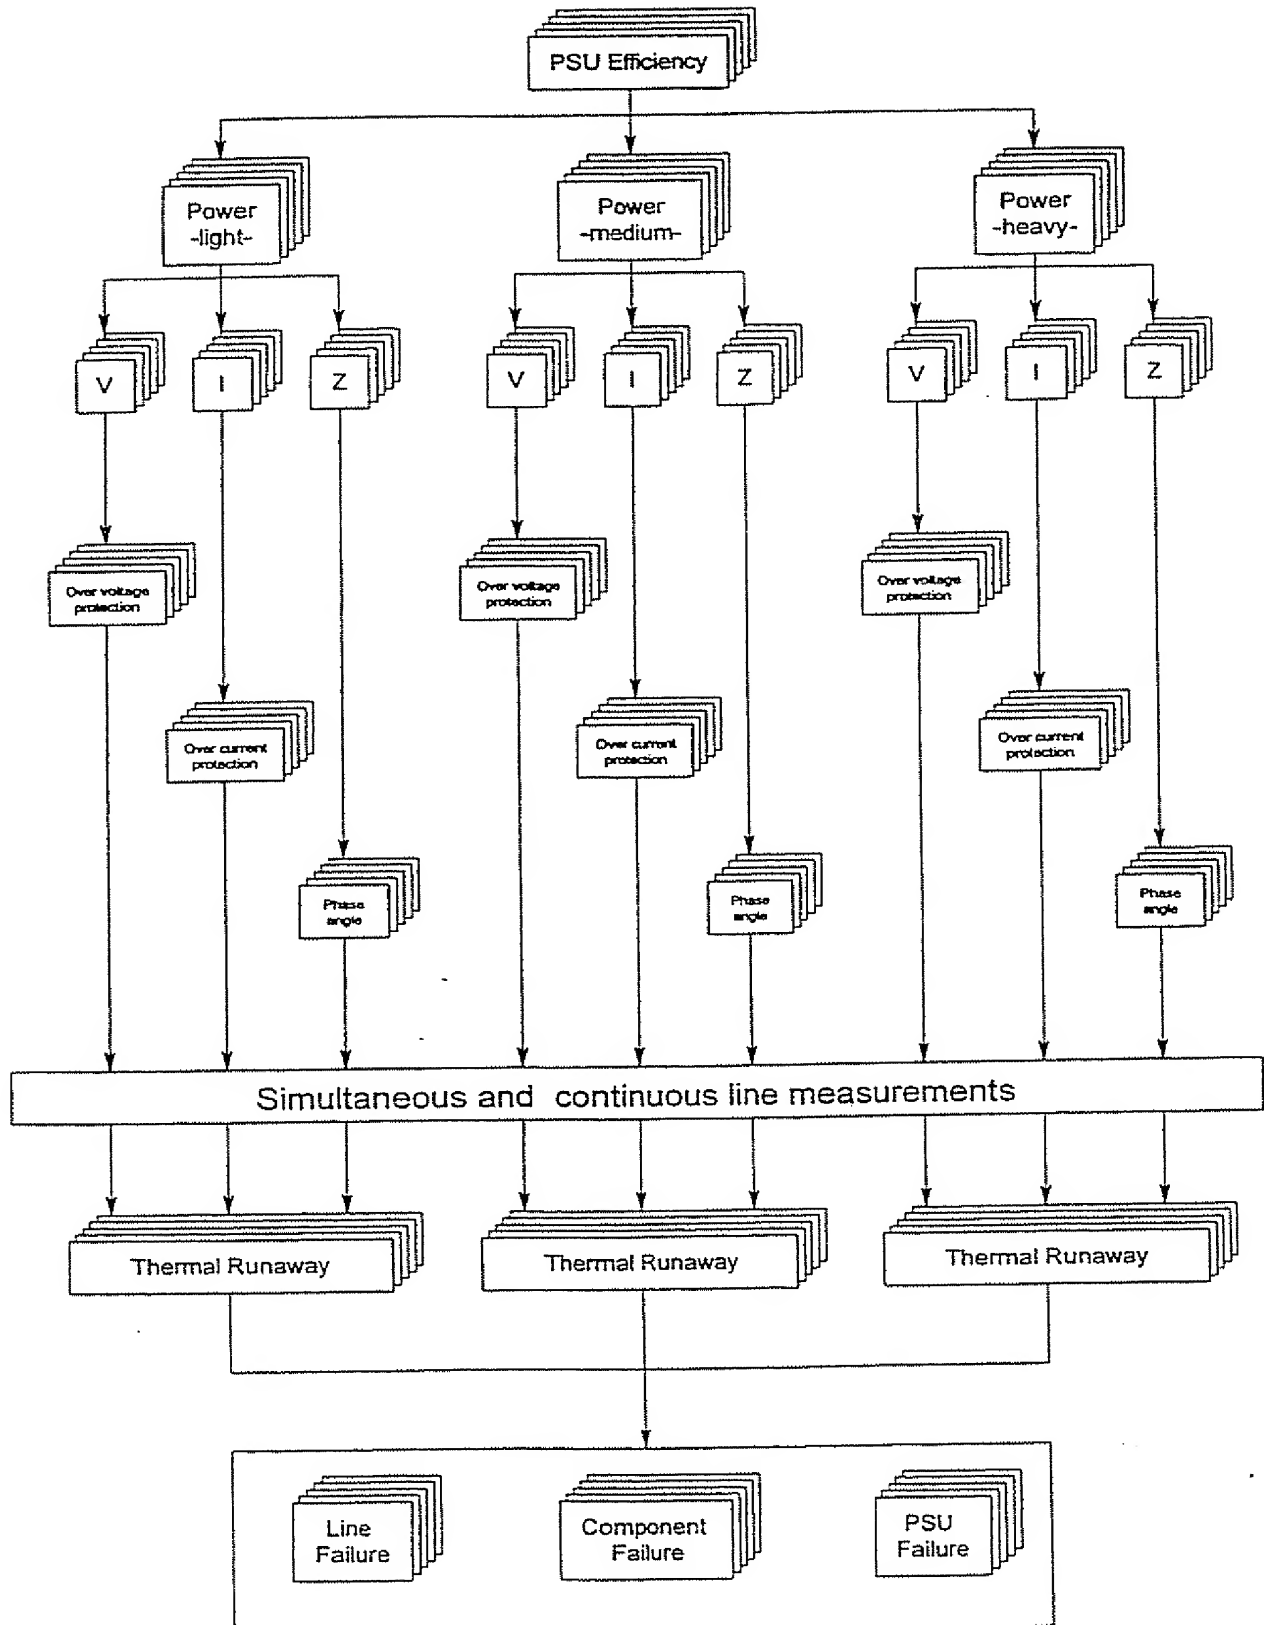 PSU Efficiency
Power
-light-
Power
-medium-
Power
-heavy-
V
I
Z
V
I
Z
V
I
Z
Over voltage
protection
Over voltage
protection
Over voltage
protection
Over current
protection
Over current
protection
Over current
protection
Phase
angle
Phase
angle
Phase
angle
Simultaneous and continuous line measurements
Thermal Runaway
Thermal Runaway
Thermal Runaway
Line
Failure
Component
Failure
PSU
Failure